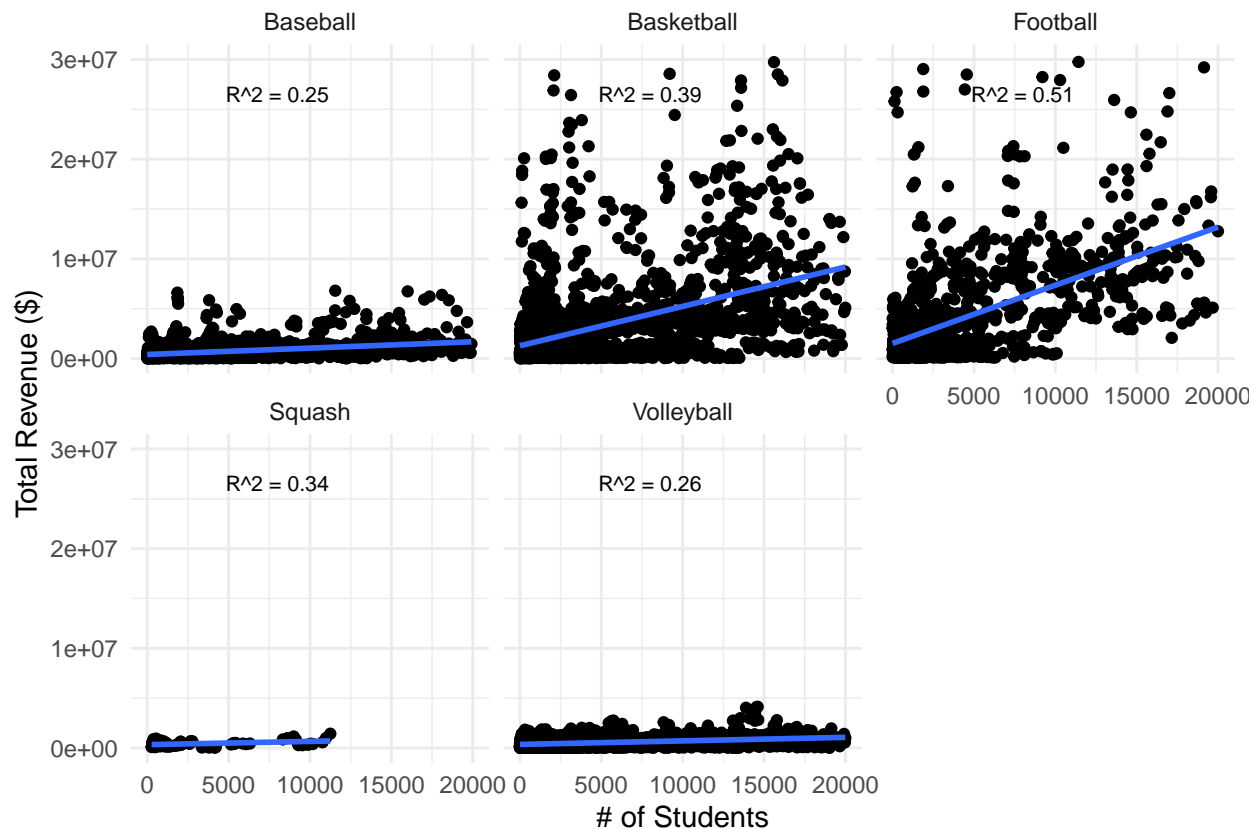 Baseball
Basketball
Football
3e+07
2e+07
1e+07
0e+00
R^2 = 0.25
R^2 = 0.39
R^2 = 0.51
0 5000 10000 15000 20000
Squash
Volleyball
3e+07
2e+07
1e+07
0e+00
R^2 = 0.34
R^2 = 0.26
0 5000 10000 15000 20000
0 5000 10000 15000 20000
Total Revenue ($)
# of Students